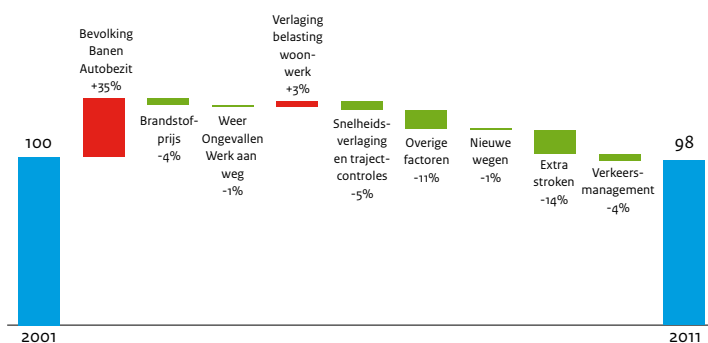 100
Bevolking
Banen
Autobezit
+35%
Brandstof-
prijs
-4%
Weer
Ongevallen
Werk aan
weg
-1%
Verlaging
belasting
woon-
werk
+3%
Snelheids-
verlaging
en traject-
controles
-5%
Overige
factoren
-11%
Nieuwe
wegen
-1%
Extra
stroken
-14%
Verkeers-
management
-4%
98
2001
2011